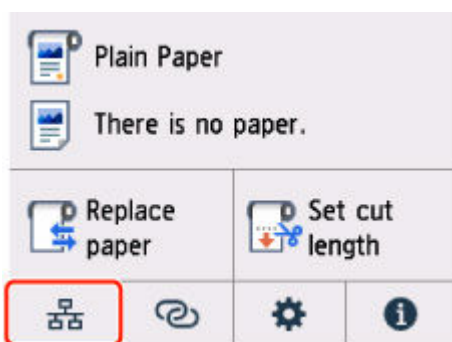 Plain Paper
There is no paper.
Replace
paper
Set cut
length